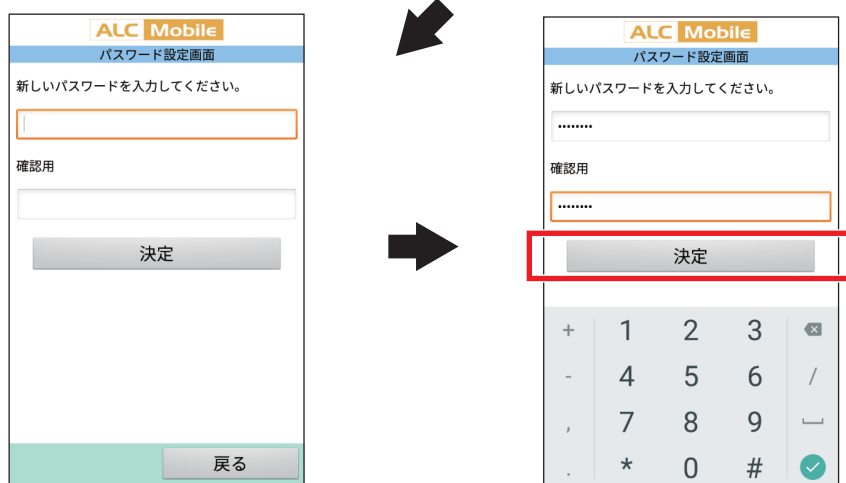 ALC Mobile
パスワード設定画面
新しいパスワードを入力してください。
確認用
決定
戻る
ALC Mobile
パスワード設定画面
新しいパスワードを入力してください。
••••••••
確認用
••••••••
決定
+ 1 2 3
- 4 5 6 /
, 7 8 9
. * 0 #